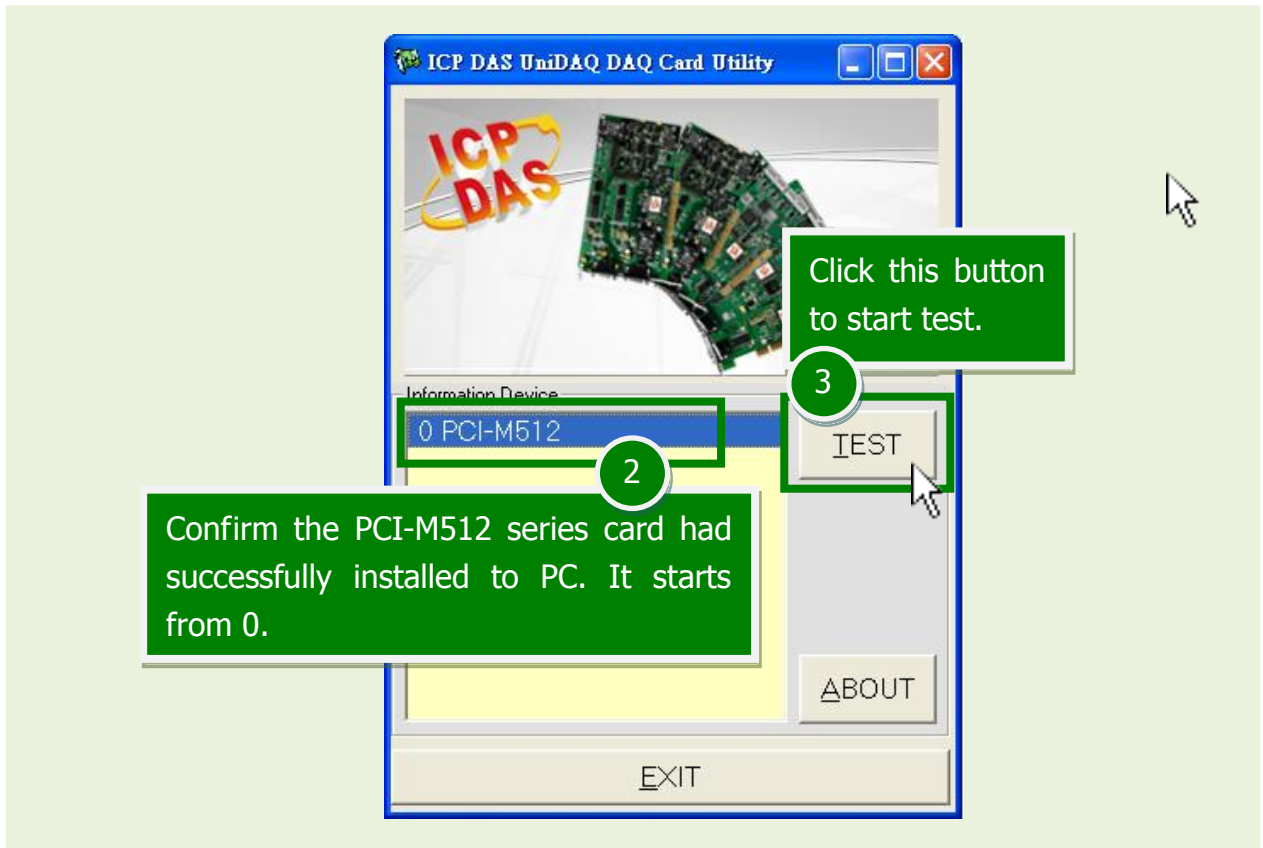 ICP DAS UniDAQ DAQ Card Utility
ICP
DAS
Click this button
to start test.
3
Information Device
0 PCI-M512
TEST
2
Confirm the PCI-M512 series card had
successfully installed to PC. It starts
from 0.
ABOUT
EXIT